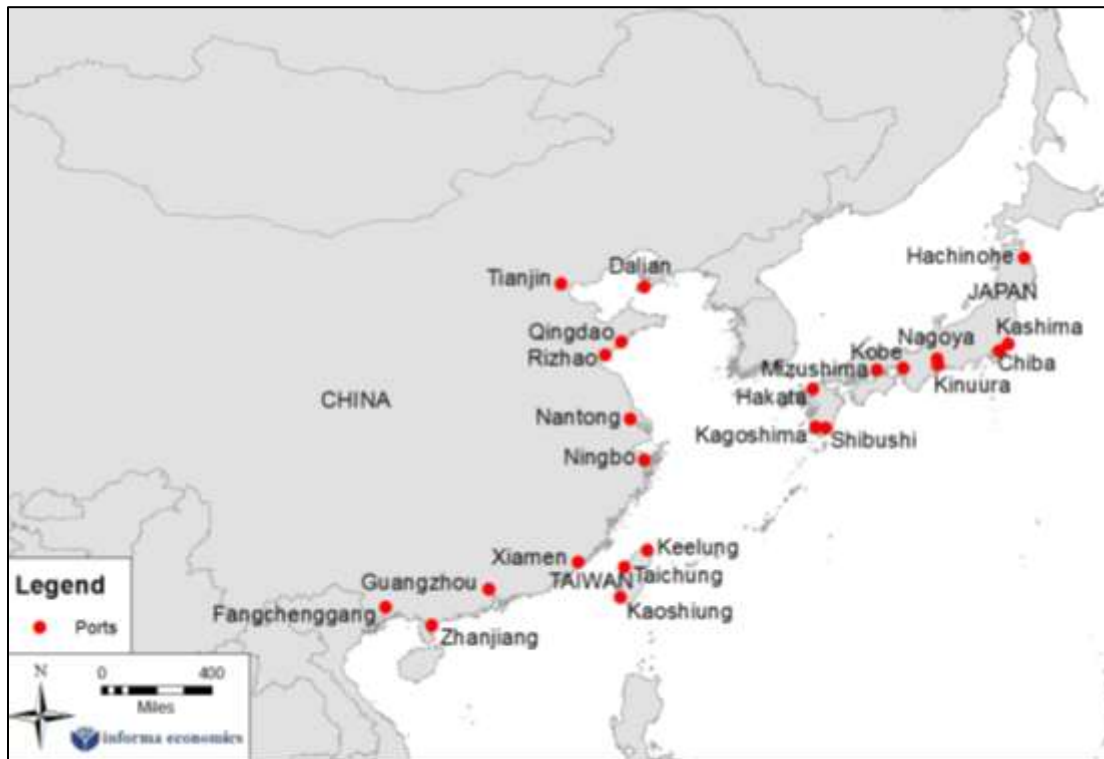 Hachinohe
Tianjin
Dalian
JAPAN
Qingdao
Nagoya
Kashima
Rizhao
Kobe
Mizushima
Chiba
Hakata
Kinuura
CHINA
Nantong
Kagoshima
Shibushi
Ningbo
Xiamen
Keelung
Guangzhou
TAIWAN
Taichung
Fangchenggang
Kaoshiung
Zhanjiang
Legend
Ports
N
0 400
Miles
informa economics